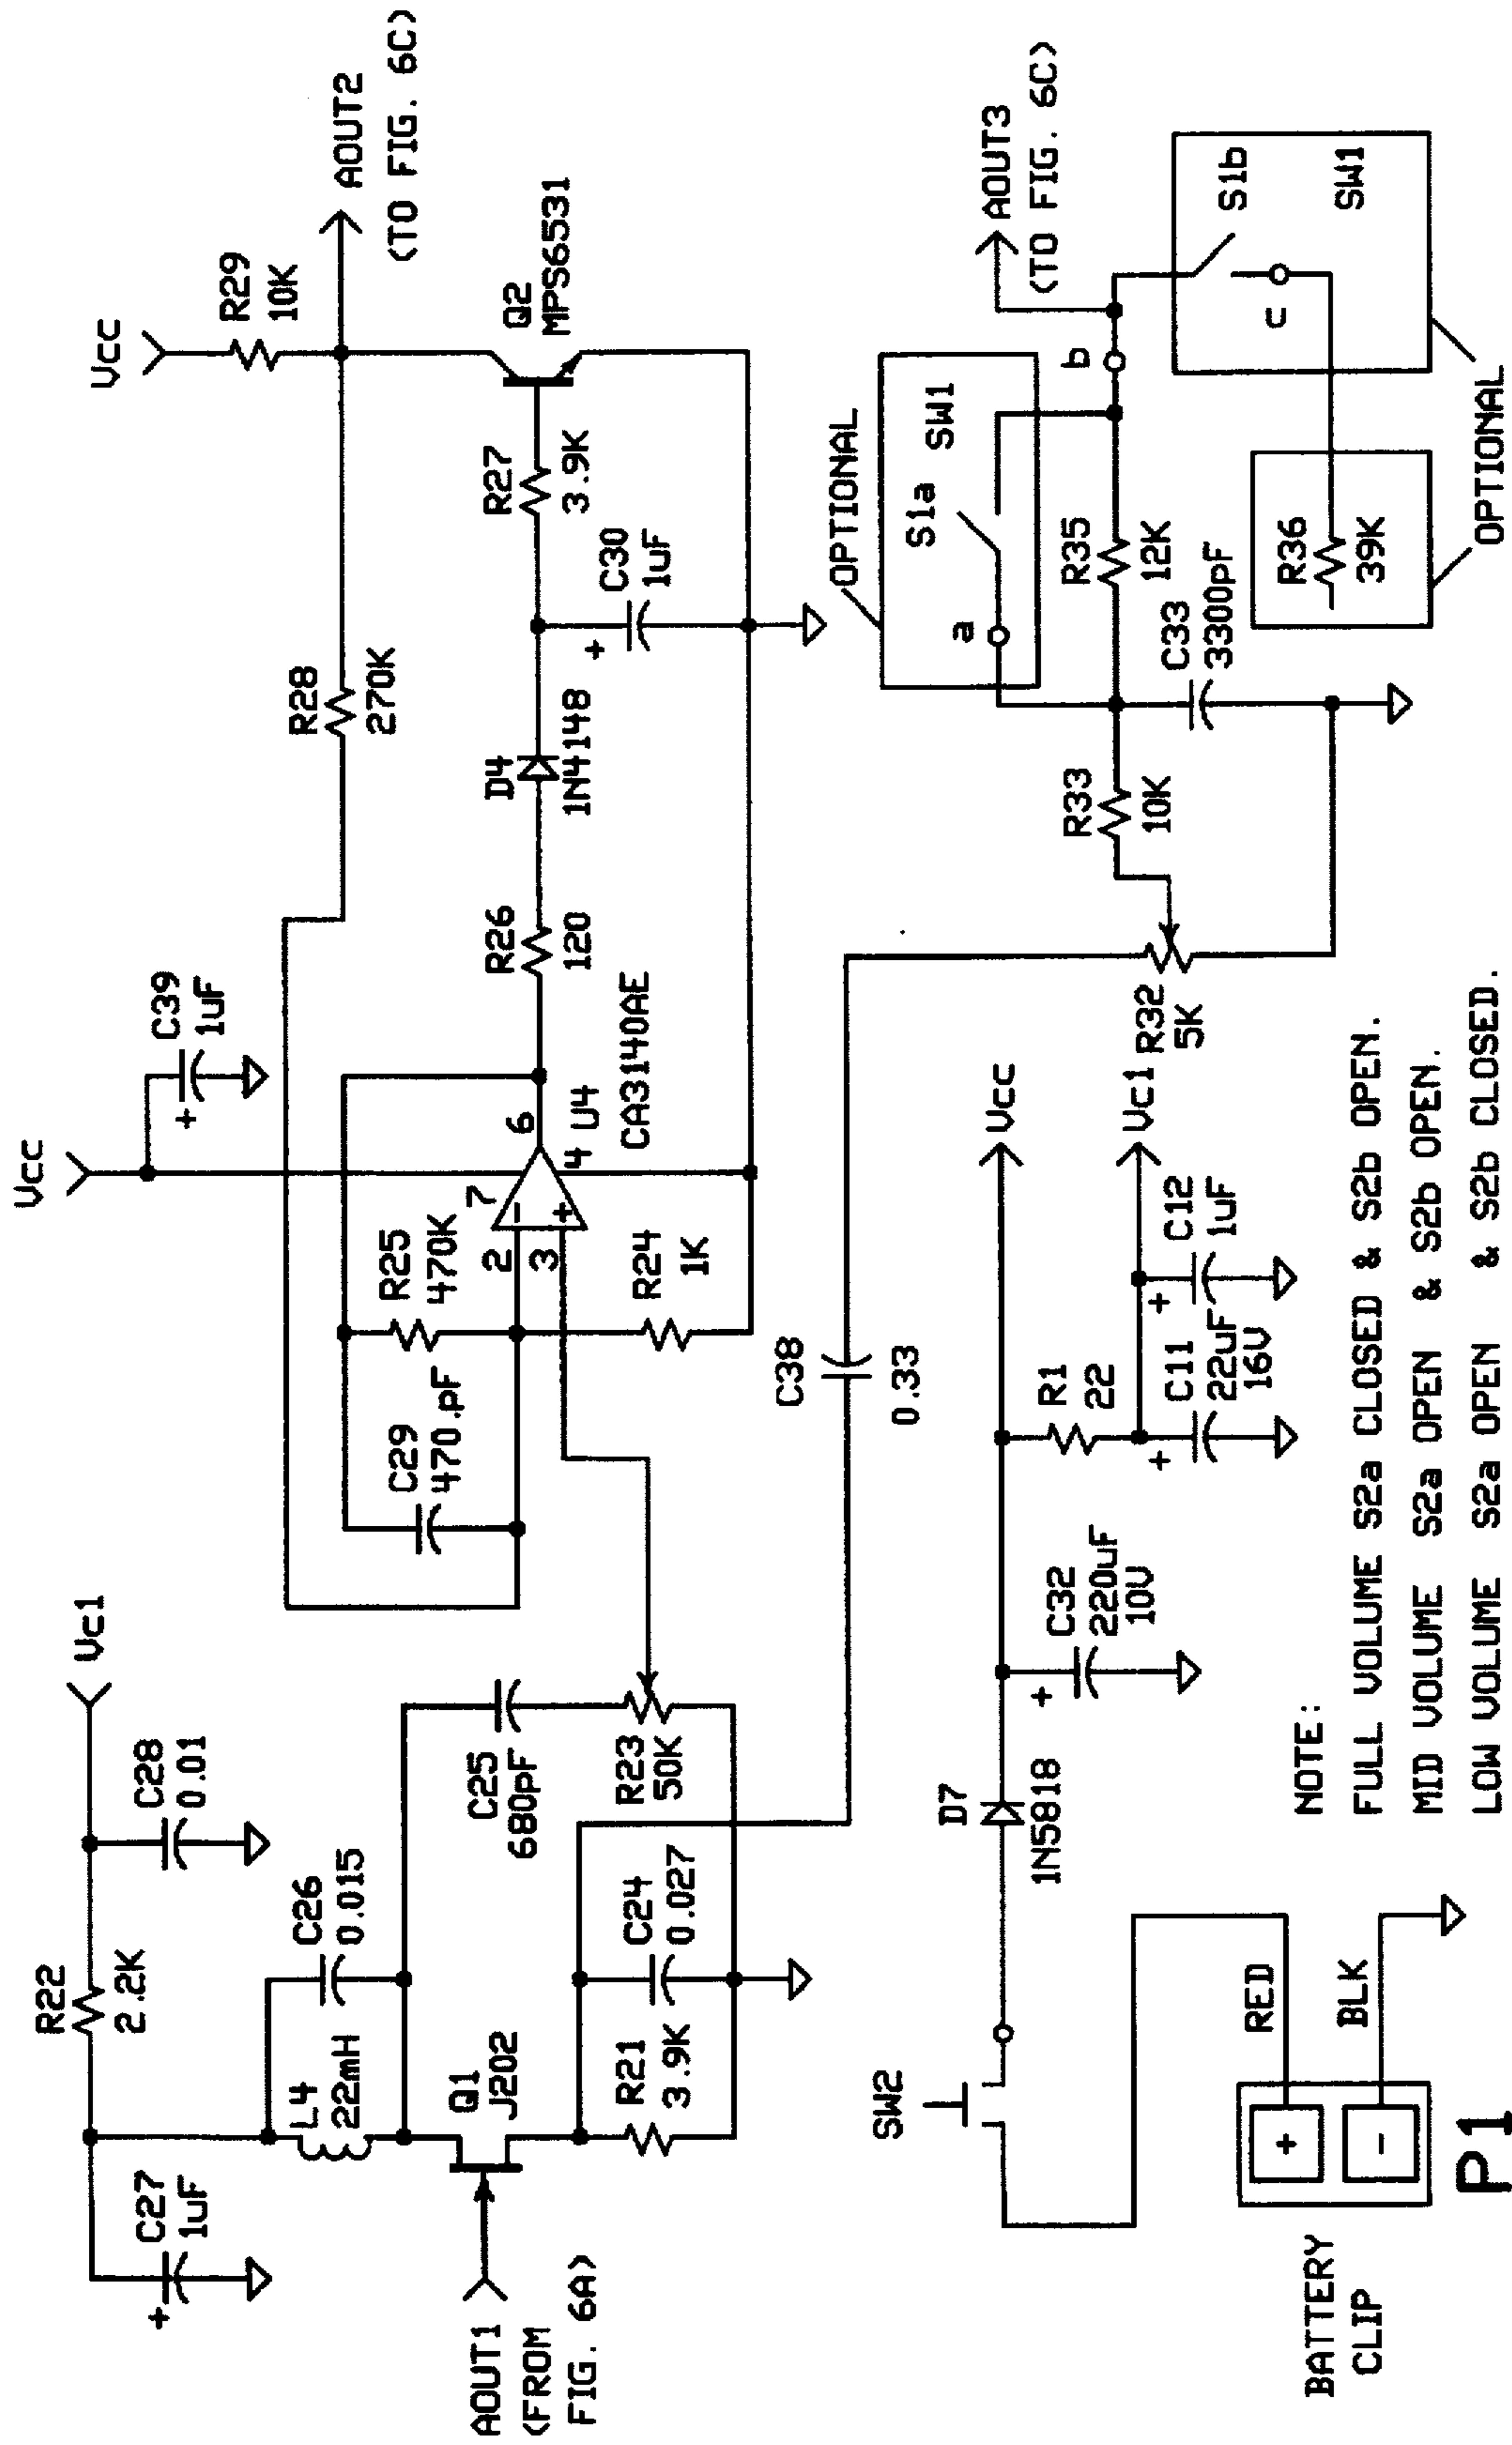 Vc1
R22
2.2K
C28
0.01
C27
1uF
+
C26
0.015
L4
22mH
Q1
J202
AOUT1
(FROM
FIG. 6A)
R21
3.9K
C24
0.027
C25
680pF
R23
50K
Vcc
C39
1uF
+
C29
470.pF
R25
470K
2
3
-
+
7
6
4
U4
CA3140AE
R24
1K
R26
120
D4
1N4148
R28
270K
C30
1uF
+
R27
3.9K
Vcc
R29
10K
AOUT2
(TO FIG. 6C)
Q2
MPS6531
C38
0.33
R32
5K
R33
10K
C33
3300pF
R35
12K
OPTIONAL
a
S1a
SW1
b
AOUT3
(TO FIG. 6C)
S1b
SW1
c
R36
39K
OPTIONAL
SW2
D7
1N5818
C32
220uF
10V
+
R1
22
C11
22uF
16V
+
C12
1uF
+
Vcc
Vc1
BATTERY
CLIP
+
-
RED
BLK
P1
NOTE:
FULL VOLUME S2a CLOSED & S2b OPEN.
MID VOLUME S2a OPEN & S2b OPEN.
LOW VOLUME S2a OPEN & S2b CLOSED.